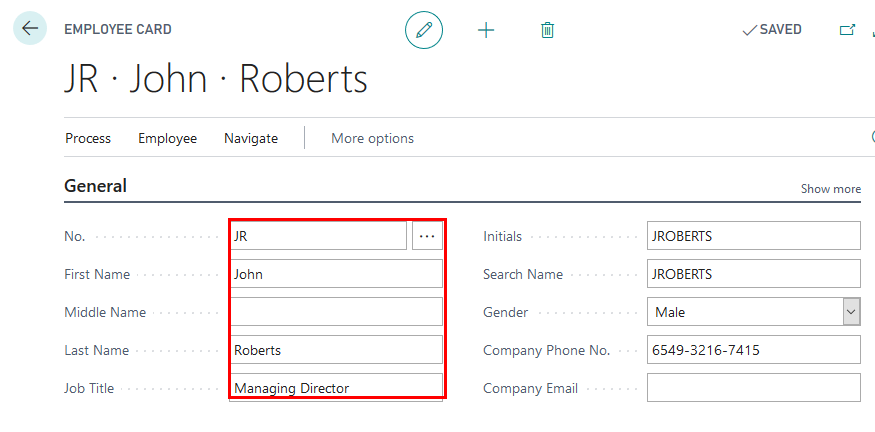 EMPLOYEE CARD
SAVED
JR · John · Roberts
Process Employee Navigate More options
General
Show more
No. JR ... Initials JROBERTS
First Name John Search Name JROBERTS
Middle Name Gender Male
Last Name Roberts Company Phone No. 6549-3216-7415
Job Title Managing Director Company Email